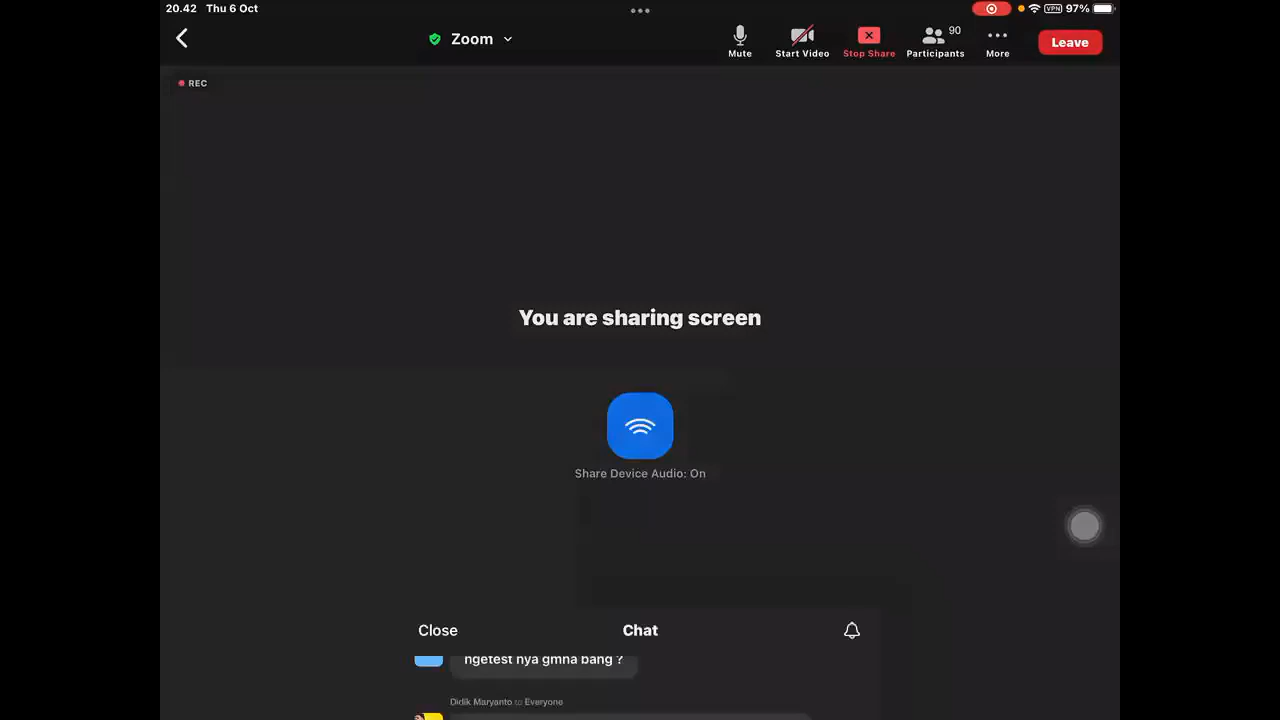 20.42 Thu 6 Oct
VPN 97%
Zoom
90
Mute Start Video Stop Share Participants More
Leave
REC
You are sharing screen
Share Device Audio: On
Close Chat
ngetest nya gmna bang ?
Didik Maryanto to Everyone